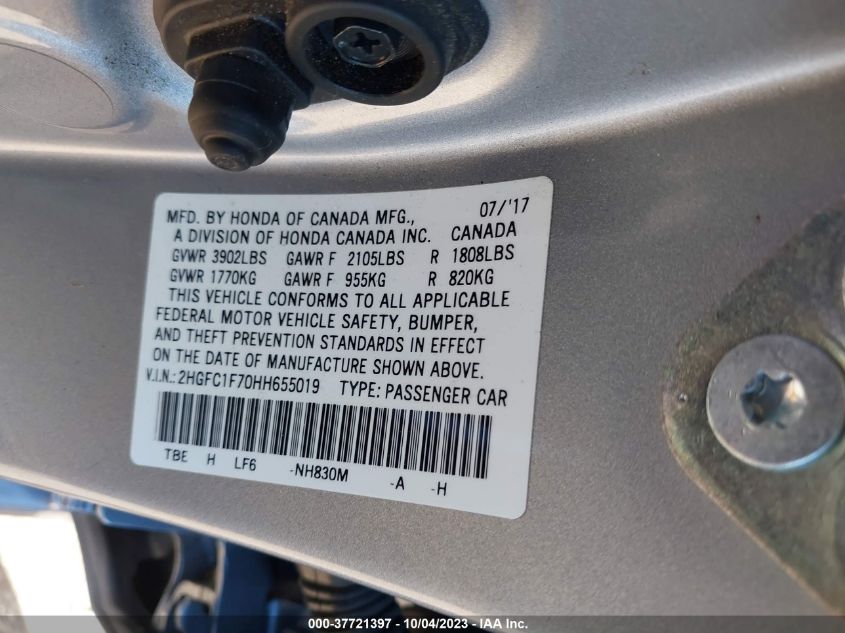 MFD. BY HONDA OF CANADA MFG., 07/'17
A DIVISION OF HONDA CANADA INC. CANADA
GVWR 3902LBS GAWR F 2105LBS R 1808LBS
GVWR 1770KG GAWR F 955KG R 820KG
THIS VEHICLE CONFORMS TO ALL APPLICABLE
FEDERAL MOTOR VEHICLE SAFETY, BUMPER,
AND THEFT PREVENTION STANDARDS IN EFFECT
ON THE DATE OF MANUFACTURE SHOWN ABOVE.
V.I.N.: 2HGFC1F70HH655019 TYPE: PASSENGER CAR
TBE H LF6 -NH830M -A -H
000-37721397 - 10/04/2023 - IAA Inc.